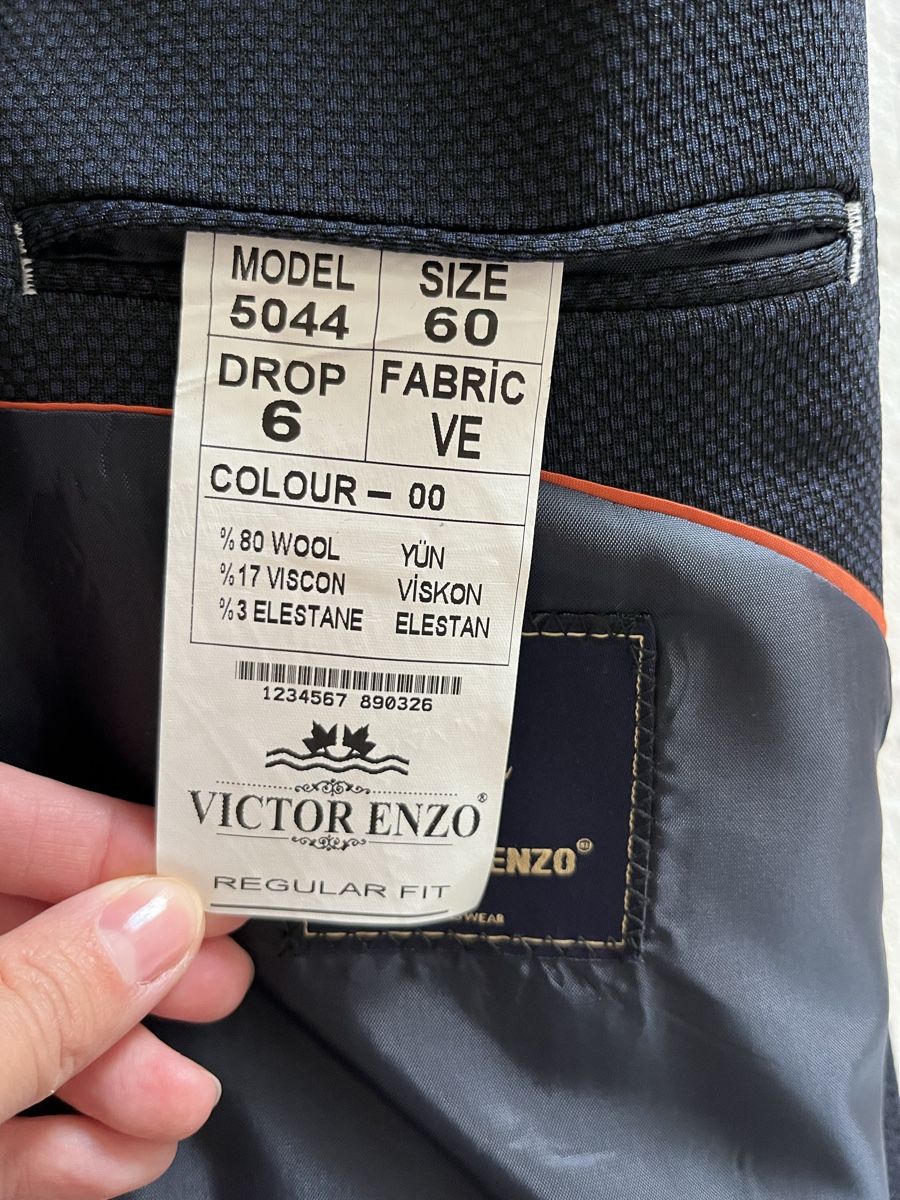 MODEL
5044
SIZE
60
DROP
6
FABRİC
VE
COLOUR – 00
%80 WOOL YÜN
%17 VISCON VİSKON
%3 ELESTANE ELESTAN
1234567 890326
VICTOR ENZO®
REGULAR FIT
ENZO®
WEAR